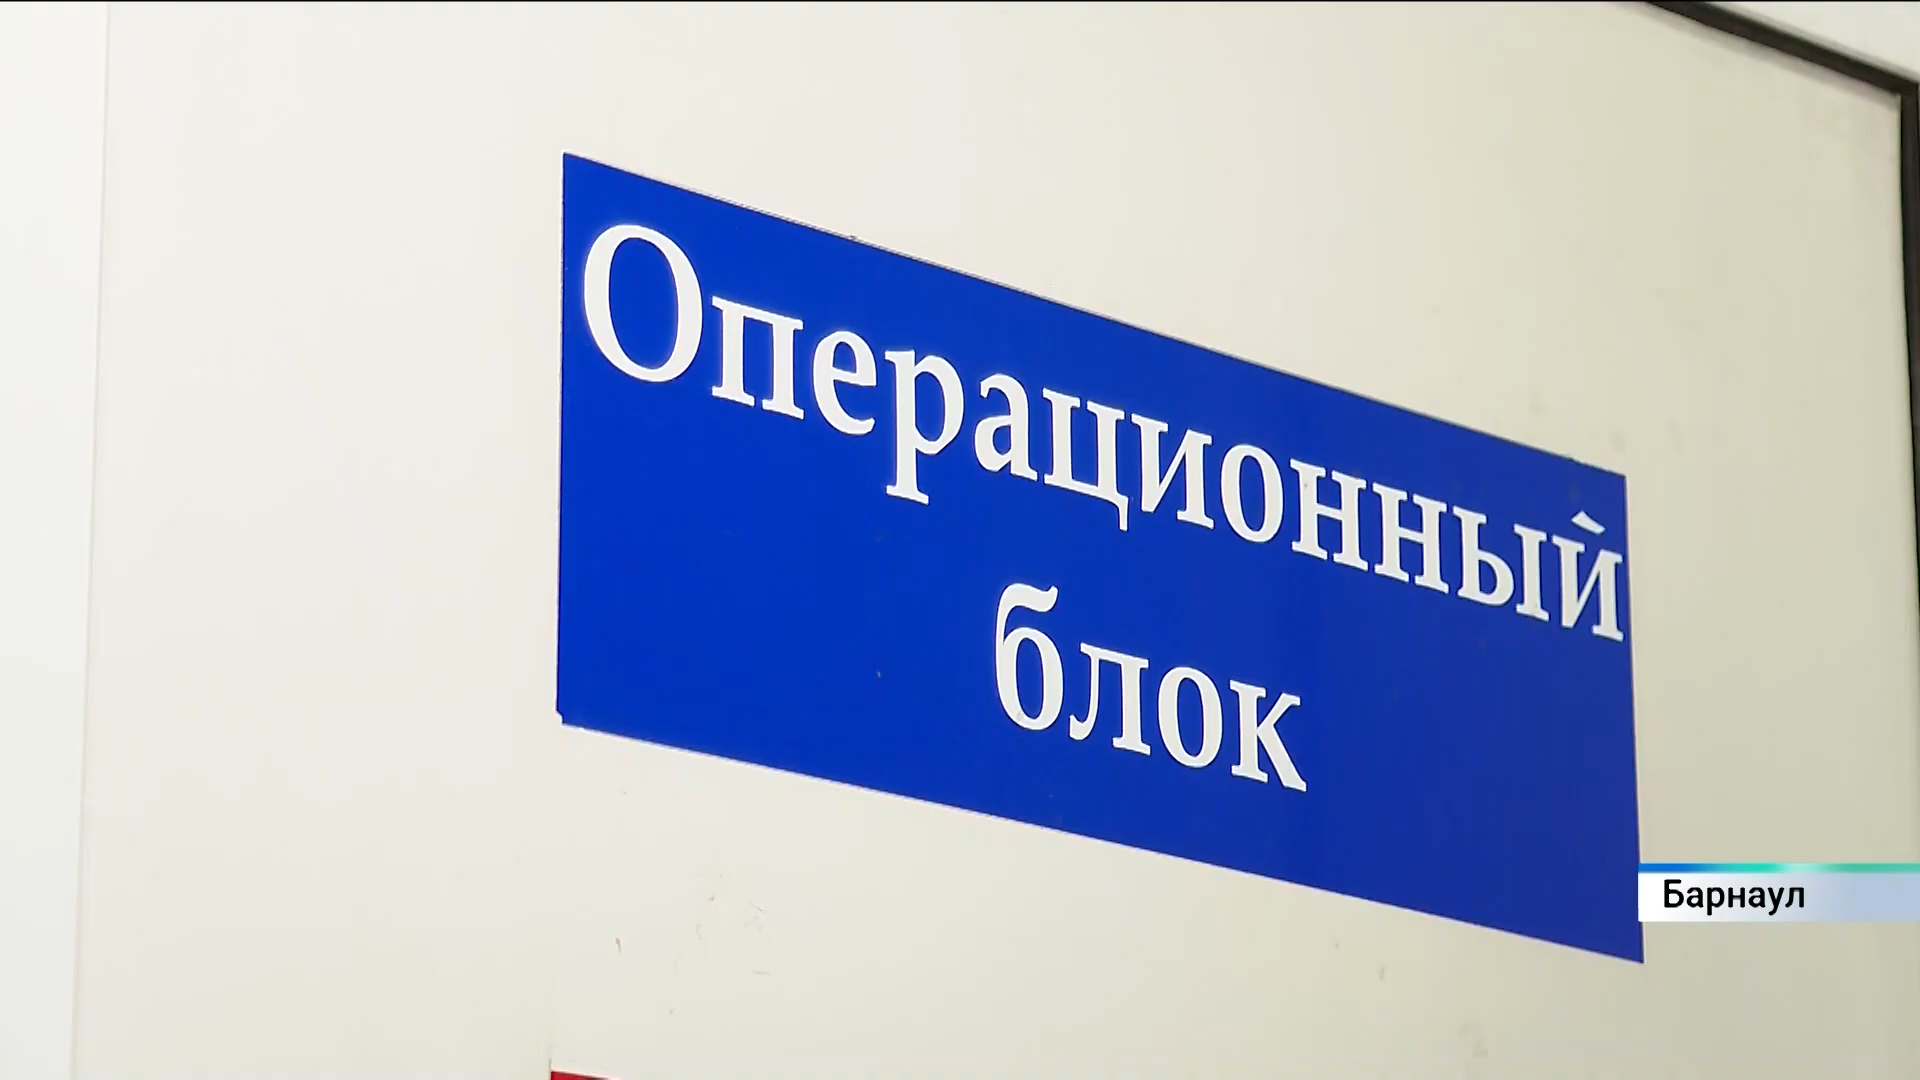 Операционный
блок
Барнаул